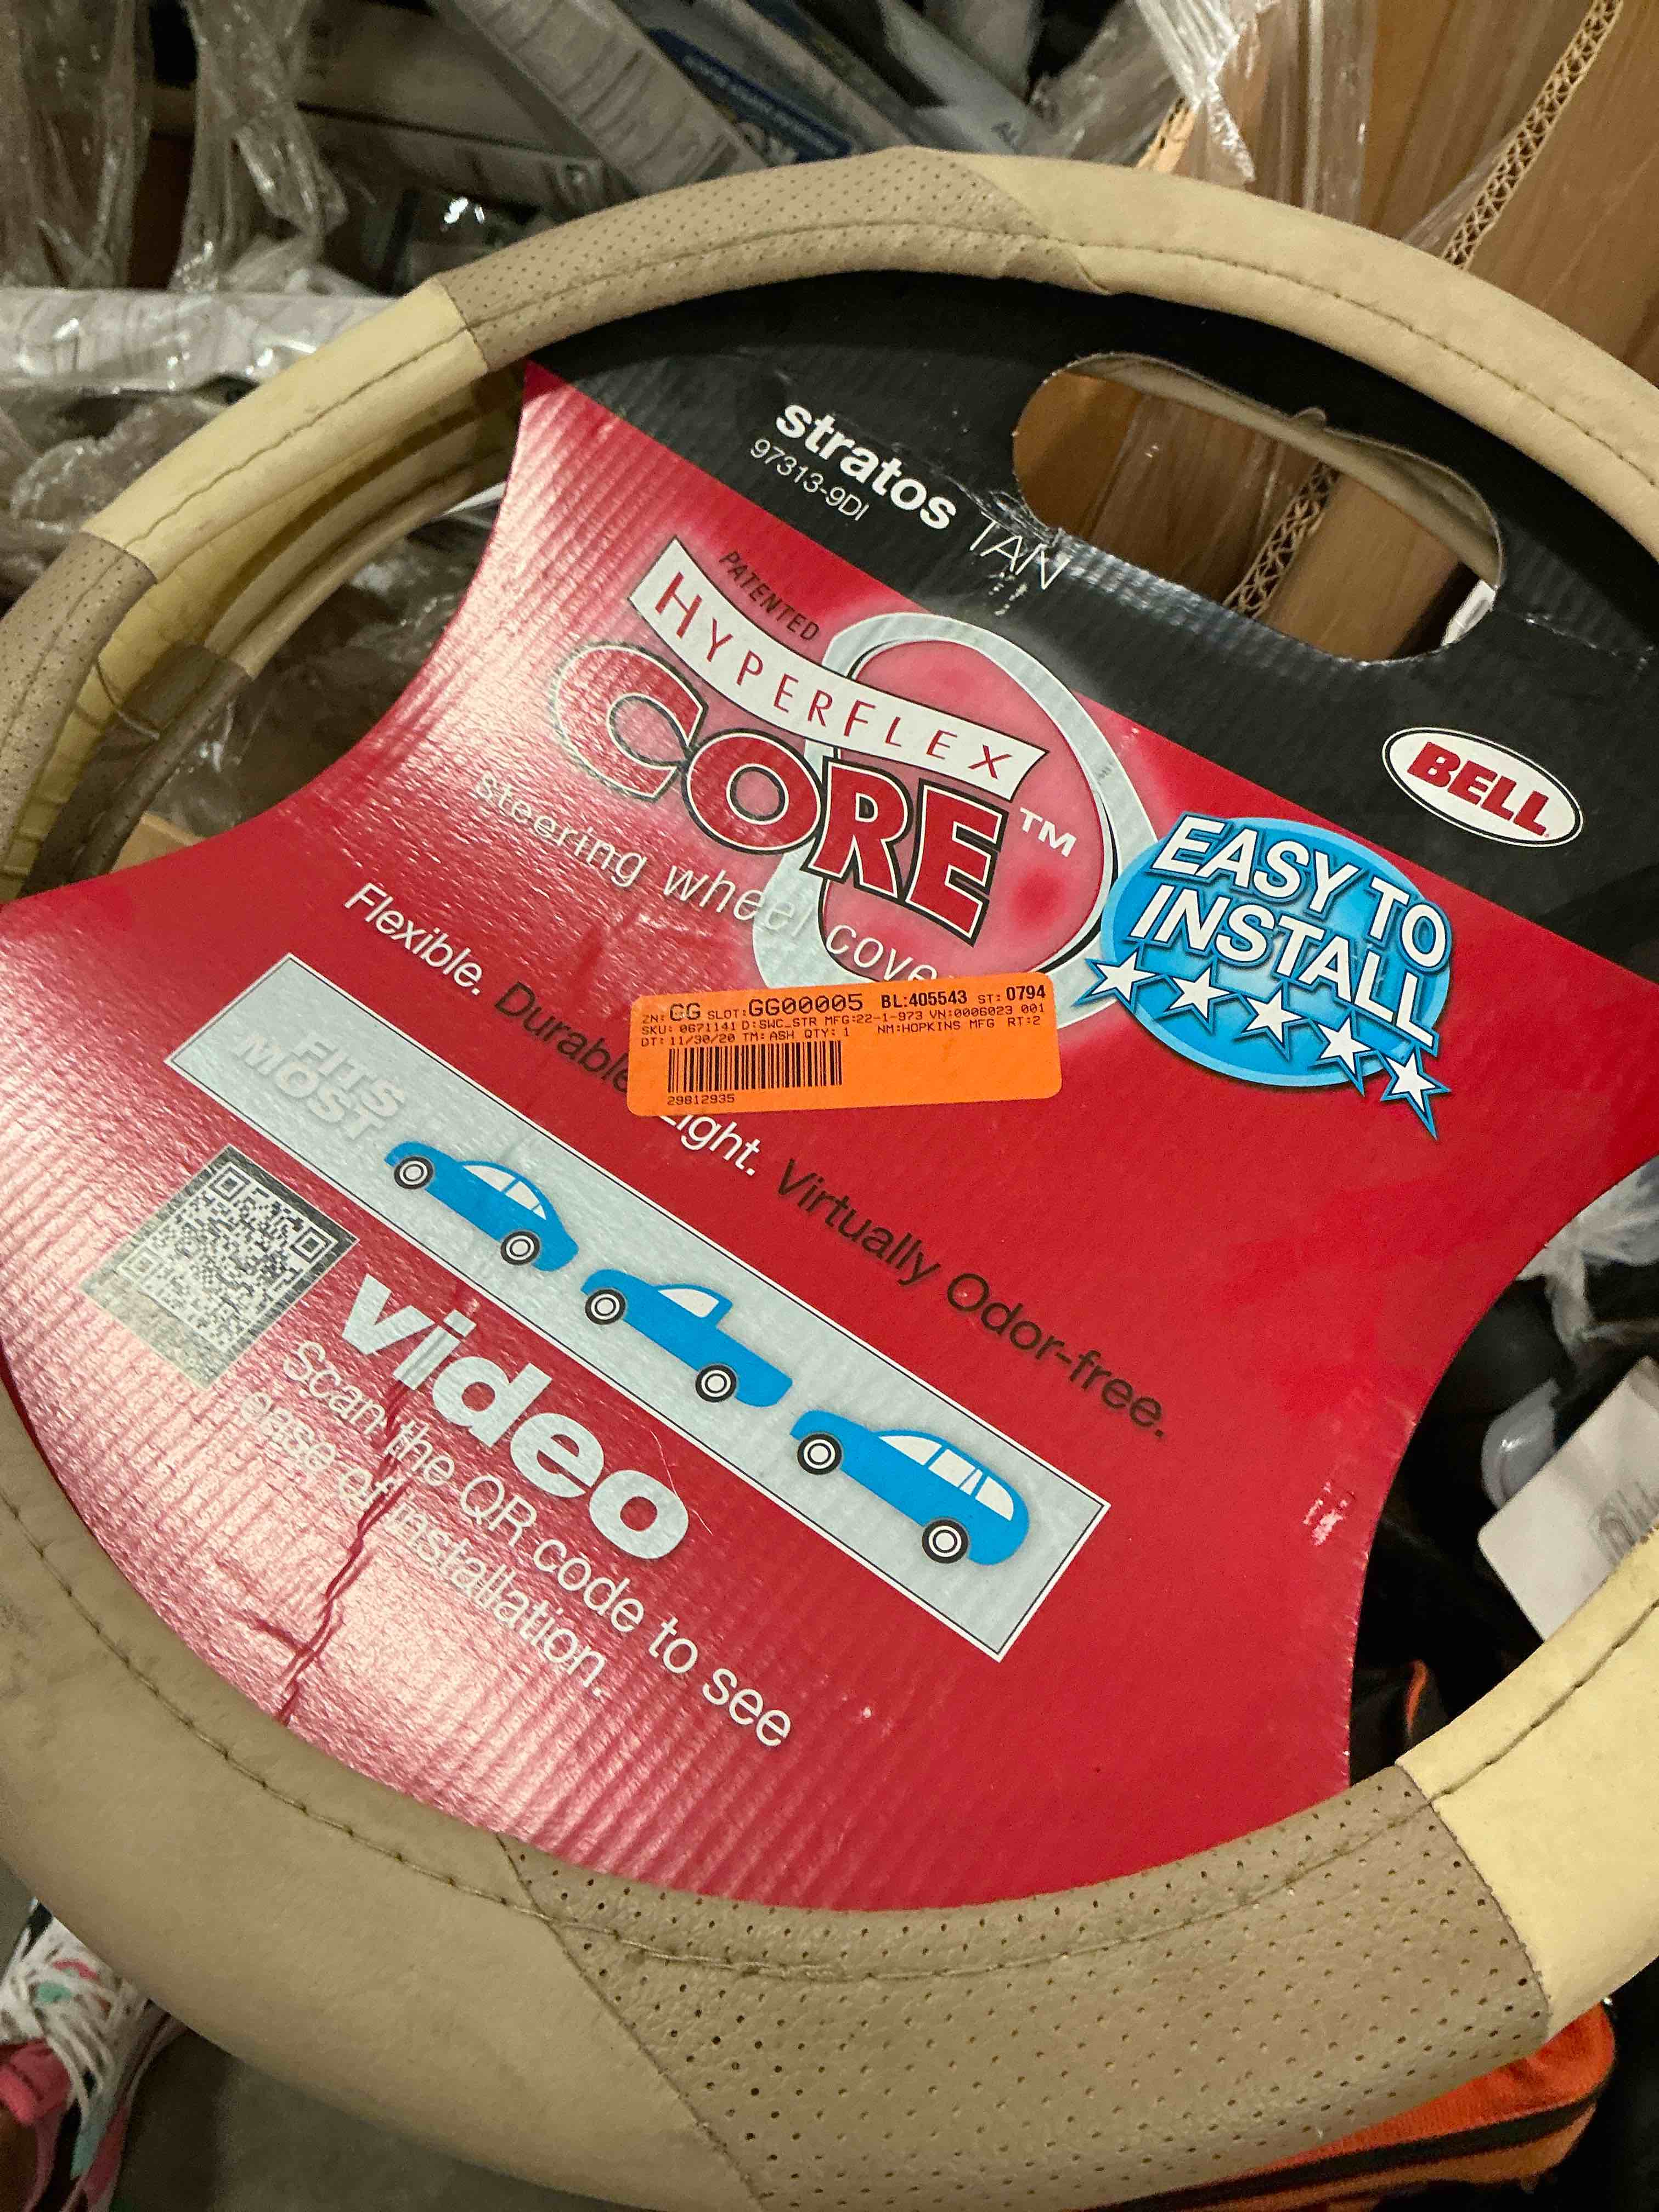 stratos TAN
97313-9DI
PATENTED
HYPERFLEX
CORE™
steering wheel cove
BELL
EASY TO
INSTALL
Flexible. Durable Light. Virtually Odor-free.
ZN: GG SLOT:GG00005 BL:405543 ST:0794
SKU: 0671141 D:SWC_STR MFG:22-1-973 VN:0006023 001
DT: 11/30/20 TM: ASH QTY: 1 NM:HOPKINS MFG RT:2
29812935
FITS
MOST
video
Scan the QR code to see
ease of installation.